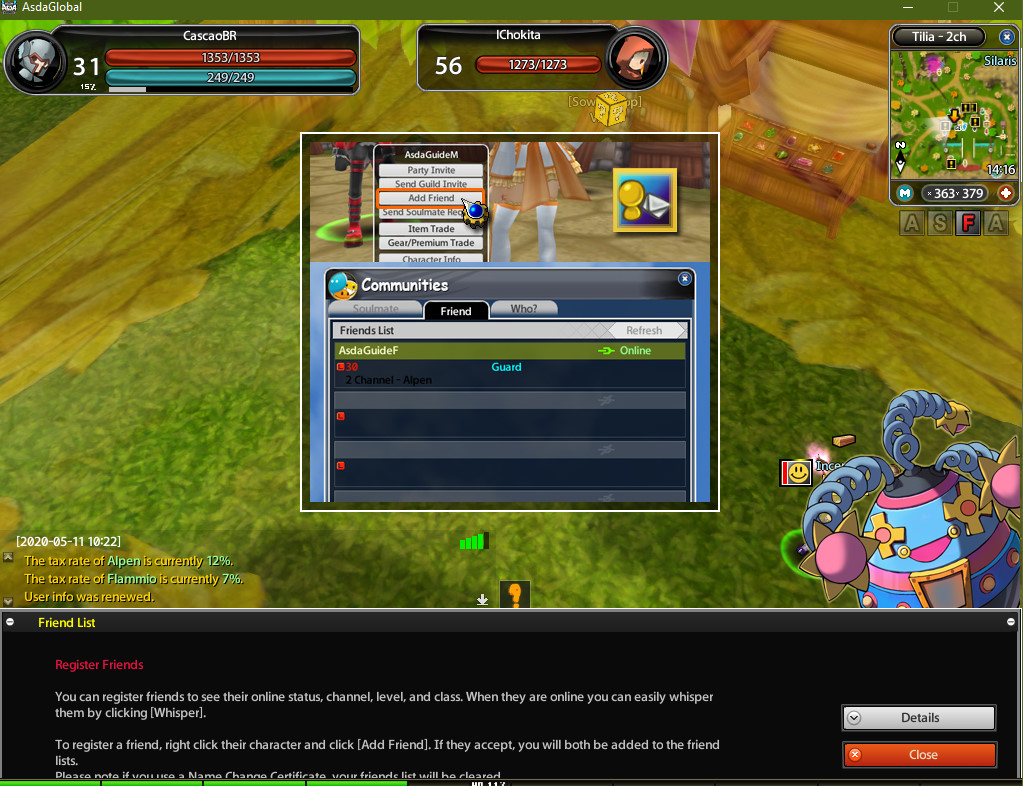 AsdaGlobal
CascaoBR
31
1353/1353
249/249
15%
IChokita
56
1273/1273
Tilia - 2ch
Silaris
N
14:16
M
x 363 Y 379
A S F A
AsdaGuideM
Party Invite
Send Guild Invite
Add Friend
Send Soulmate Req
Item Trade
Gear/Premium Trade
Character Info
Communities
Soulmate
Friend
Who?
Friends List
Refresh
AsdaGuideF
Online
L 30
Guard
2 Channel - Alpen
L
L
[2020-05-11 10:22]
The tax rate of Alpen is currently 12%.
The tax rate of Flammio is currently 7%.
User info was renewed.
Friend List
Register Friends
You can register friends to see their online status, channel, level, and class. When they are online you can easily whisper
them by clicking [Whisper].
To register a friend, right click their character and click [Add Friend]. If they accept, you will both be added to the friend
lists.
Please note if you use a Name Change Certificate, your friends list will be cleared
Details
Close